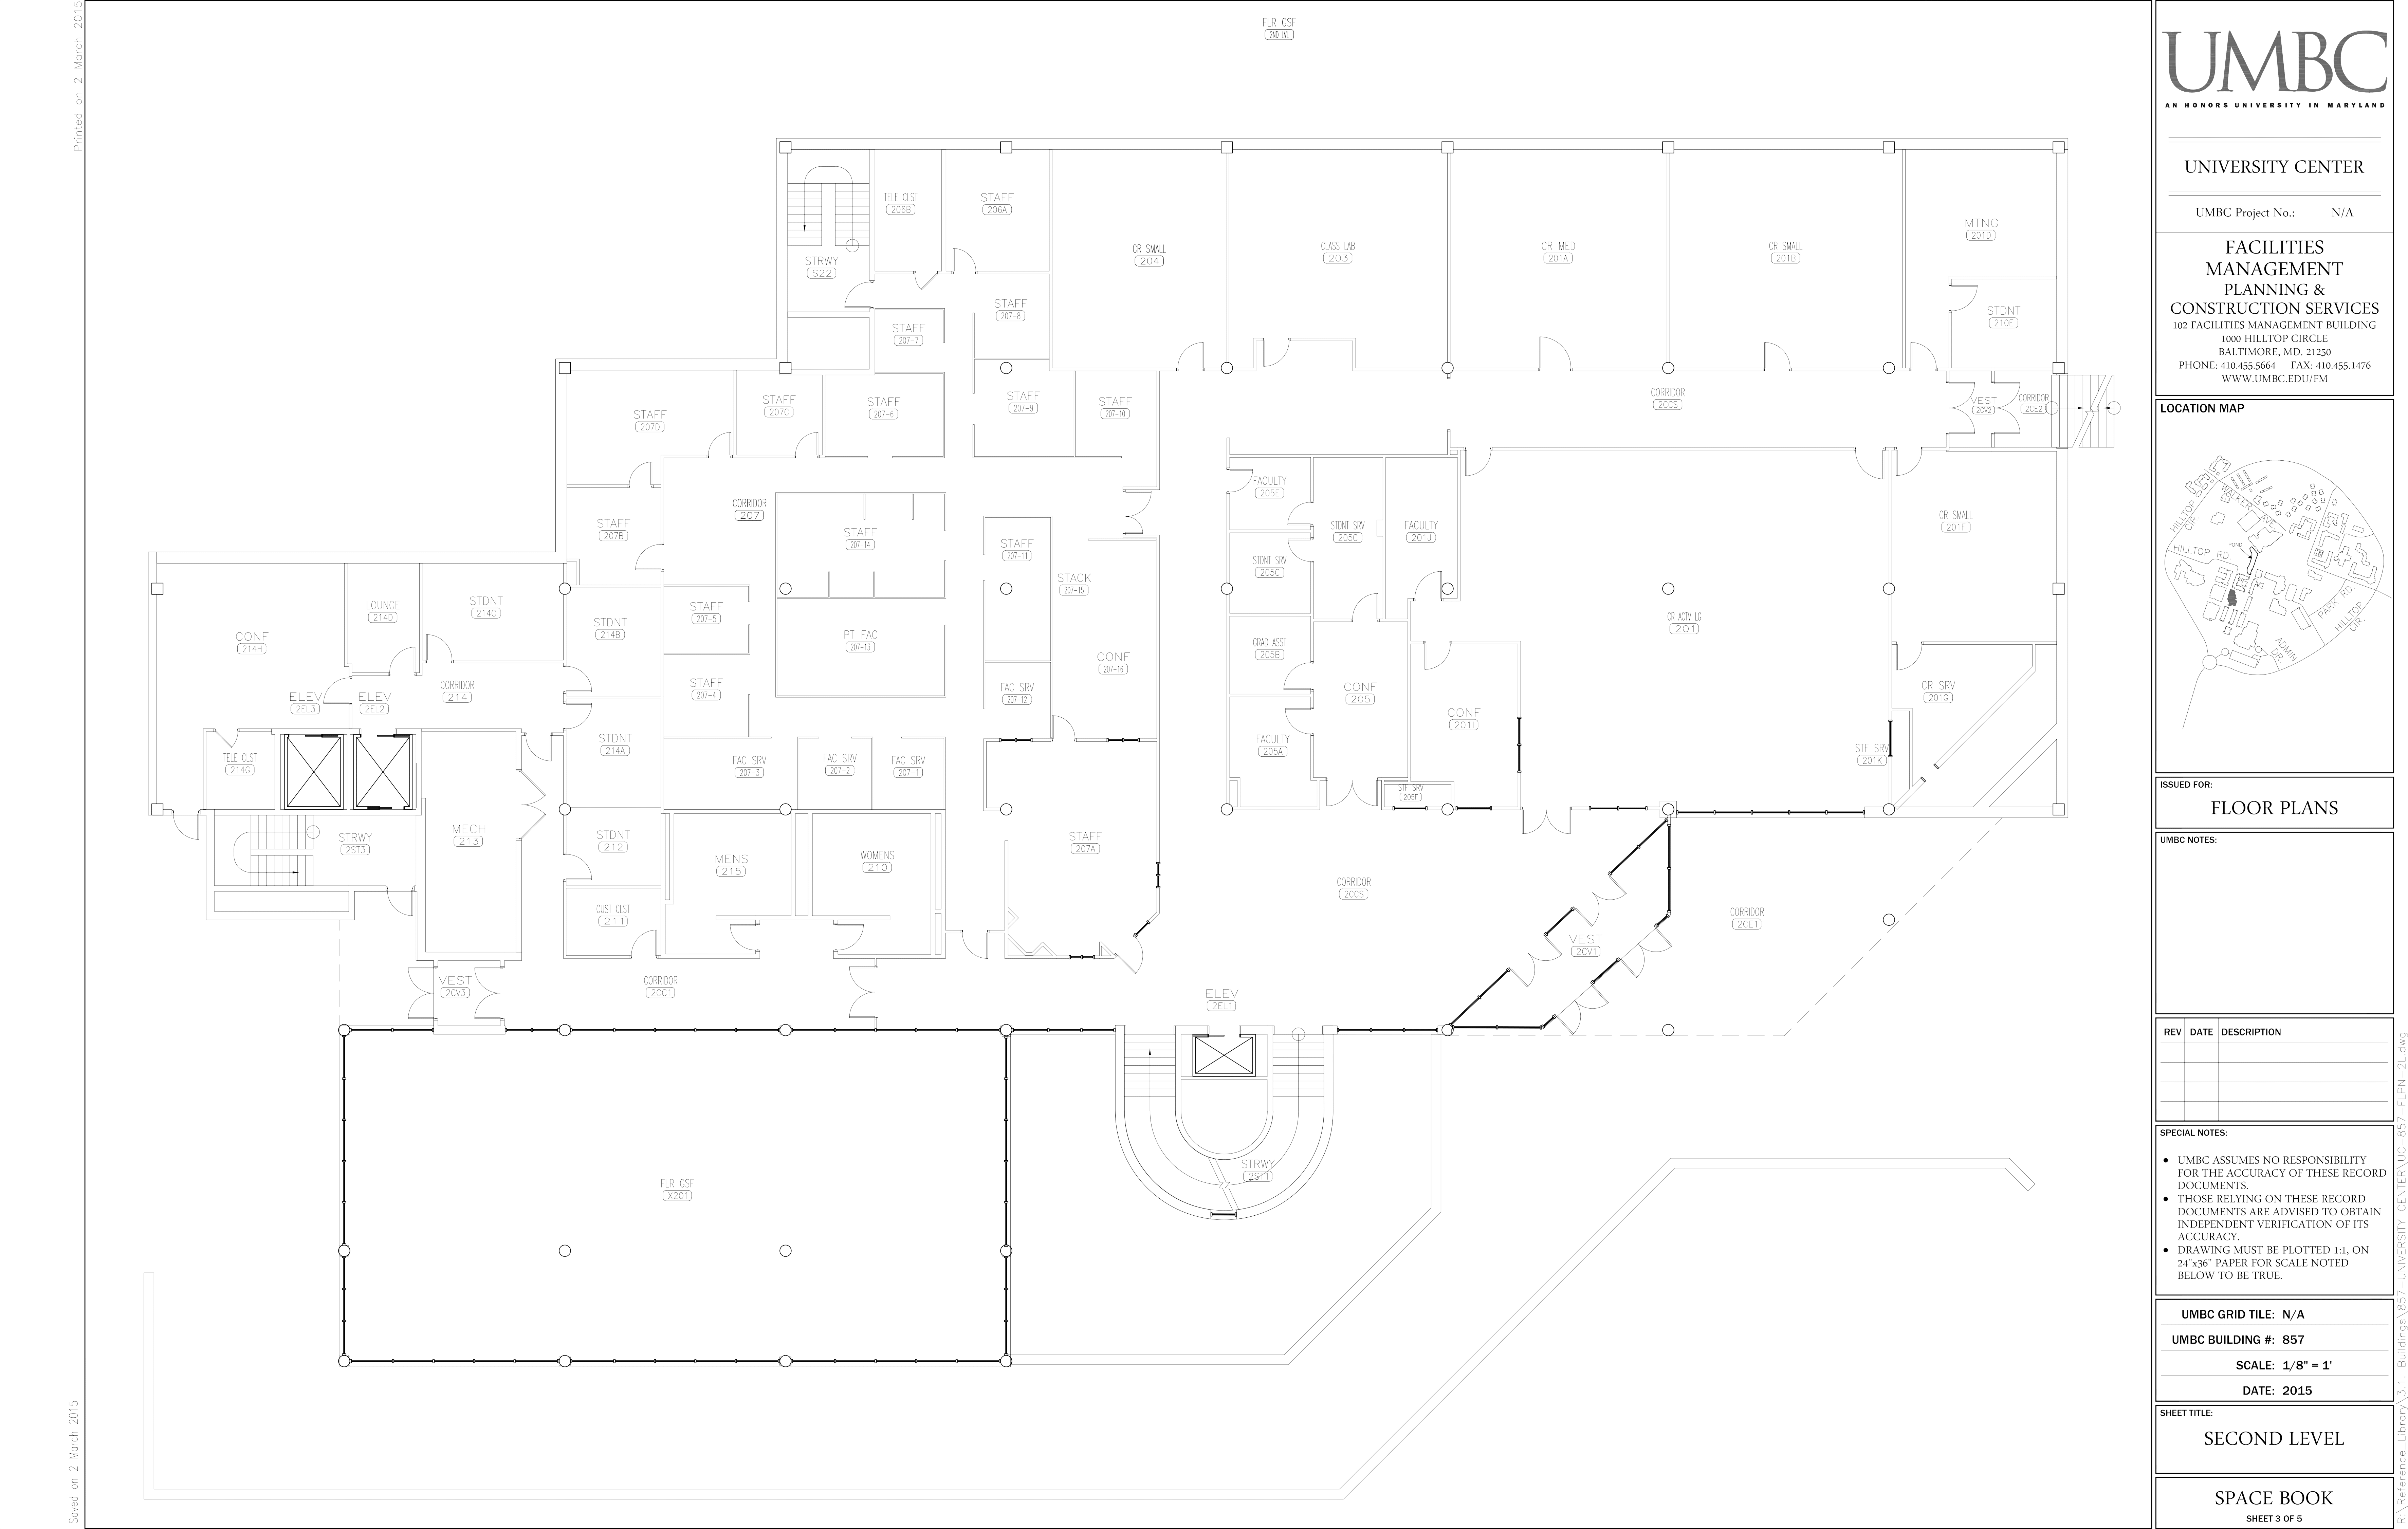 Printed on 2 March 2015
FLR GSF
2ND LVL
TELE CLST
206B
STAFF
206A
STRWY
S22
CR SMALL
204
CLASS LAB
203
CR MED
201A
CR SMALL
201B
MTNG
201D
STAFF
207-8
STAFF
207-7
STDNT
210E
STAFF
207D
STAFF
207C
STAFF
207-6
STAFF
207-9
STAFF
207-10
CORRIDOR
2CCS
VEST
2CV2
CORRIDOR
2CE2
STAFF
207B
CORRIDOR
207
STAFF
207-14
STAFF
207-11
STACK
207-15
FACULTY
205E
STDNT SRV
205C
STDNT SRV
205C
FACULTY
201J
CR SMALL
201F
CONF
214H
LOUNGE
214D
STDNT
214C
STDNT
214B
STAFF
207-5
PT FAC
207-13
CONF
207-16
GRAD ASST
205B
CR ACTV LG
201
ELEV
2EL3
ELEV
2EL2
CORRIDOR
214
STAFF
207-4
FAC SRV
207-12
CONF
205
CONF
201I
CR SRV
201G
TELE CLST
214G
STDNT
214A
FAC SRV
207-3
FAC SRV
207-2
FAC SRV
207-1
FACULTY
205A
STF SRV
205F
STF SRV
201K
STRWY
2ST3
MECH
213
STDNT
212
MENS
215
WOMENS
210
STAFF
207A
CUST CLST
211
CORRIDOR
2CCS
CORRIDOR
2CE1
VEST
2CV1
VEST
2CV3
CORRIDOR
2CC1
ELEV
2EL1
STRWY
2ST1
FLR GSF
X201
Saved on 2 March 2015
UMBC
AN HONORS UNIVERSITY IN MARYLAND
UNIVERSITY CENTER
UMBC Project No.: N/A
FACILITIES
MANAGEMENT
PLANNING &
CONSTRUCTION SERVICES
102 FACILITIES MANAGEMENT BUILDING
1000 HILLTOP CIRCLE
BALTIMORE, MD. 21250
PHONE: 410.455.5664 FAX: 410.455.1476
WWW.UMBC.EDU/FM
LOCATION MAP
HILLTOP
CIR.
WALKER AVE.
HILLTOP RD.
POND
PARK RD.
HILLTOP
CIR.
ADMIN
DR.
ISSUED FOR:
FLOOR PLANS
UMBC NOTES:
REV DATE DESCRIPTION
SPECIAL NOTES:
● UMBC ASSUMES NO RESPONSIBILITY
FOR THE ACCURACY OF THESE RECORD
DOCUMENTS.
● THOSE RELYING ON THESE RECORD
DOCUMENTS ARE ADVISED TO OBTAIN
INDEPENDENT VERIFICATION OF ITS
ACCURACY.
● DRAWING MUST BE PLOTTED 1:1, ON
24"x36" PAPER FOR SCALE NOTED
BELOW TO BE TRUE.
UMBC GRID TILE: N/A
UMBC BUILDING #: 857
SCALE: 1/8" = 1'
DATE: 2015
SHEET TITLE:
SECOND LEVEL
SPACE BOOK
SHEET 3 OF 5
R:\Reference_Library\3.1. Buildings\857-UNIVERSITY CENTER\UC-857-FLPN-2L.dwg